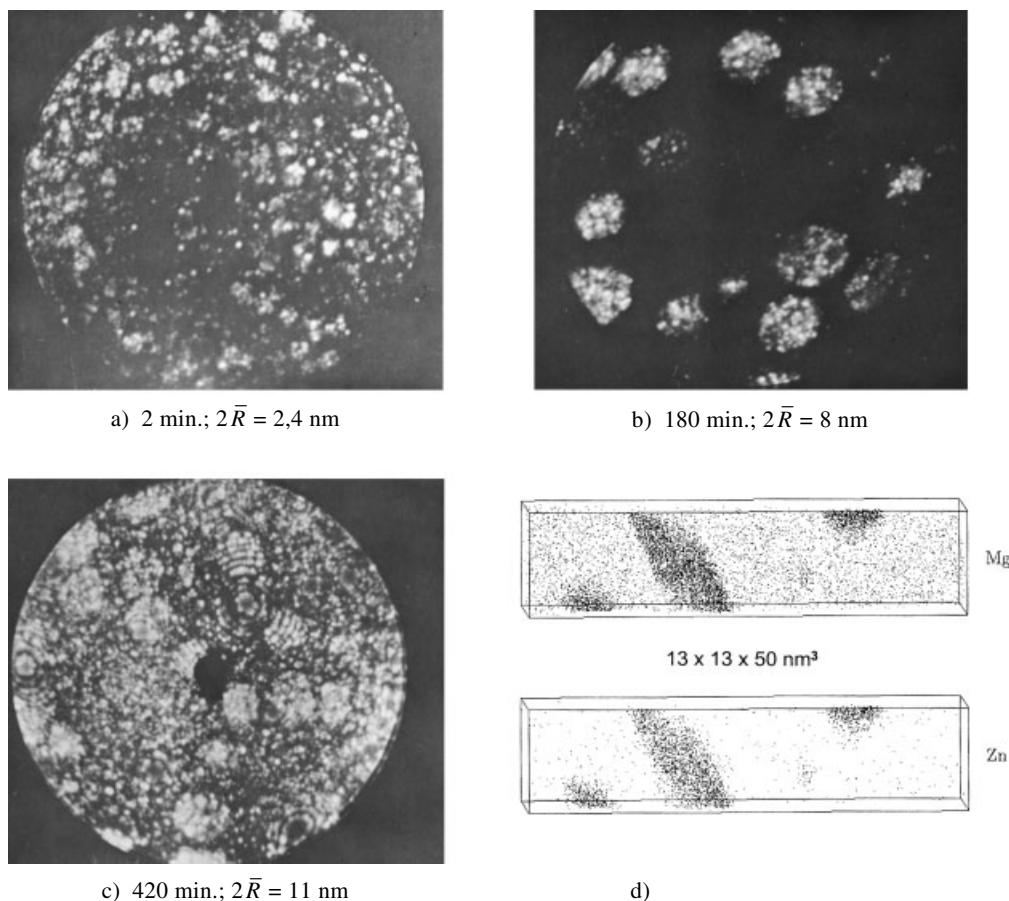 a) 2 min.; 2R̅ = 2,4 nm
b) 180 min.; 2R̅ = 8 nm
Mg
13 x 13 x 50 nm³
Zn
c) 420 min.; 2R̅ = 11 nm
d)